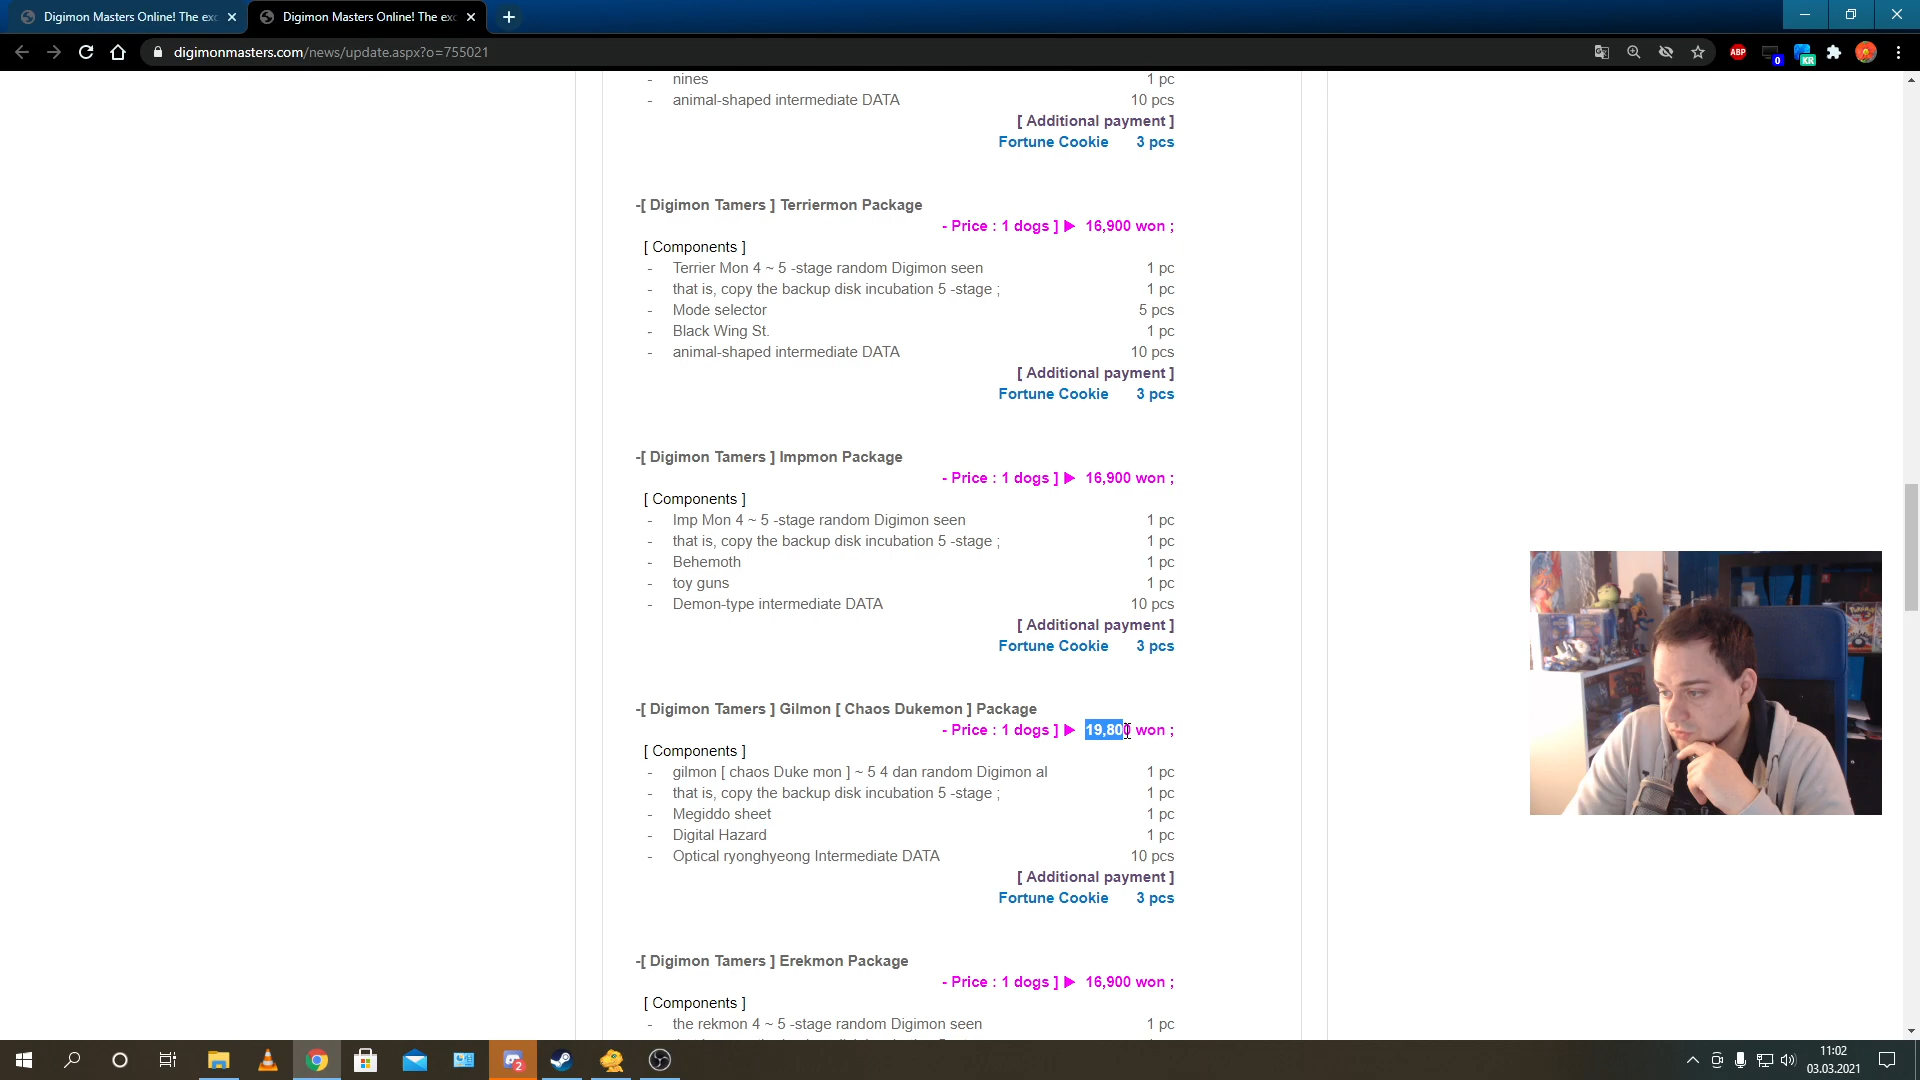 Digimon Masters Online! The exc
Digimon Masters Online! The exc
digimonmasters.com/news/update.aspx?o=755021
ABP
0
KR
- nines 1 pc
- animal-shaped intermediate DATA 10 pcs
[ Additional payment ]
Fortune Cookie 3 pcs
-[ Digimon Tamers ] Terriermon Package
- Price : 1 dogs ] ▶ 16,900 won ;
[ Components ]
- Terrier Mon 4 ~ 5 -stage random Digimon seen 1 pc
- that is, copy the backup disk incubation 5 -stage ; 1 pc
- Mode selector 5 pcs
- Black Wing St. 1 pc
- animal-shaped intermediate DATA 10 pcs
[ Additional payment ]
Fortune Cookie 3 pcs
-[ Digimon Tamers ] Impmon Package
- Price : 1 dogs ] ▶ 16,900 won ;
[ Components ]
- Imp Mon 4 ~ 5 -stage random Digimon seen 1 pc
- that is, copy the backup disk incubation 5 -stage ; 1 pc
- Behemoth 1 pc
- toy guns 1 pc
- Demon-type intermediate DATA 10 pcs
[ Additional payment ]
Fortune Cookie 3 pcs
-[ Digimon Tamers ] Gilmon [ Chaos Dukemon ] Package
- Price : 1 dogs ] ▶ 19,800 won ;
[ Components ]
- gilmon [ chaos Duke mon ] ~ 5 4 dan random Digimon al 1 pc
- that is, copy the backup disk incubation 5 -stage ; 1 pc
- Megiddo sheet 1 pc
- Digital Hazard 1 pc
- Optical ryonghyeong Intermediate DATA 10 pcs
[ Additional payment ]
Fortune Cookie 3 pcs
-[ Digimon Tamers ] Erekmon Package
- Price : 1 dogs ] ▶ 16,900 won ;
[ Components ]
- the rekmon 4 ~ 5 -stage random Digimon seen 1 pc
2
11:02
03.03.2021